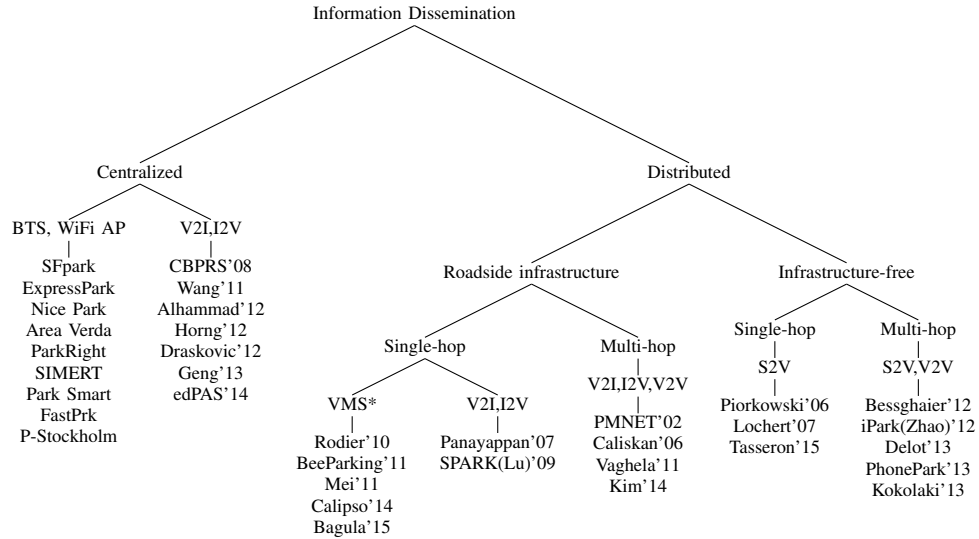 Information Dissemination
Centralized
Distributed
BTS, WiFi AP
V2I,I2V
SFpark
ExpressPark
Nice Park
Area Verda
ParkRight
SIMERT
Park Smart
FastPrk
P-Stockholm
CBPRS'08
Wang'11
Alhammad'12
Horng'12
Draskovic'12
Geng'13
edPAS'14
Roadside infrastructure
Infrastructure-free
Single-hop
Multi-hop
VMS*
Rodier'10
BeeParking'11
Mei'11
Calipso'14
Bagula'15
V2I,I2V
Panayappan'07
SPARK(Lu)'09
V2I,I2V,V2V
PMNET'02
Caliskan'06
Vaghela'11
Kim'14
Single-hop
Multi-hop
S2V
Piorkowski'06
Lochert'07
Tasseron'15
S2V,V2V
Bessghaier'12
iPark(Zhao)'12
Delot'13
PhonePark'13
Kokolaki'13